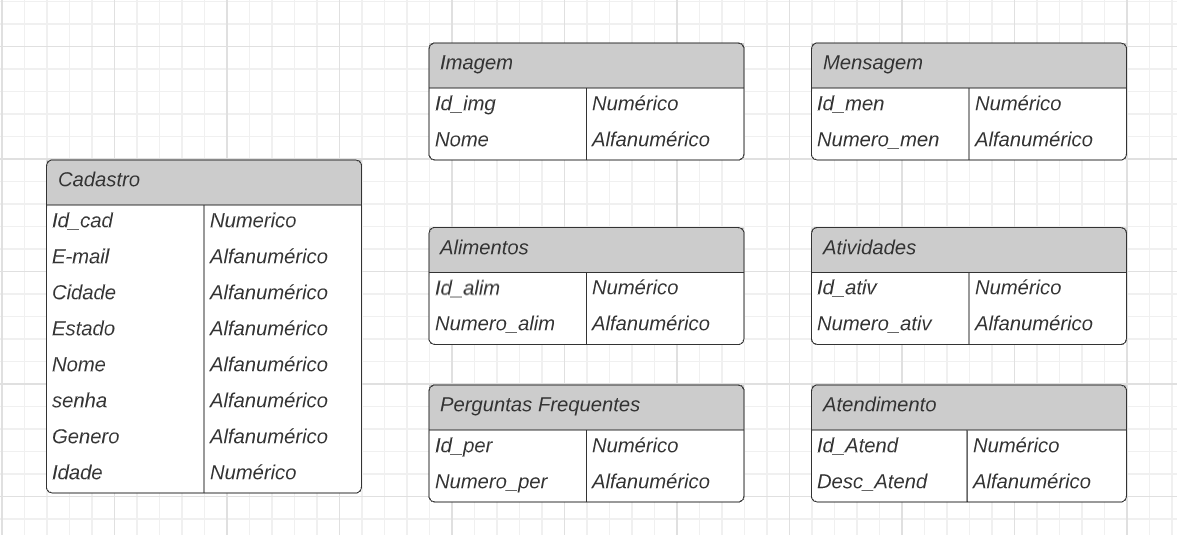 Cadastro
Id_cad Numerico
E-mail Alfanumérico
Cidade Alfanumérico
Estado Alfanumérico
Nome Alfanumérico
senha Alfanumérico
Genero Alfanumérico
Idade Numérico
Imagem
Id_img Numérico
Nome Alfanumérico
Mensagem
Id_men Numérico
Numero_men Alfanumérico
Alimentos
Id_alim Numérico
Numero_alim Alfanumérico
Atividades
Id_ativ Numérico
Numero_ativ Alfanumérico
Perguntas Frequentes
Id_per Numérico
Numero_per Alfanumérico
Atendimento
Id_Atend Numérico
Desc_Atend Alfanumérico